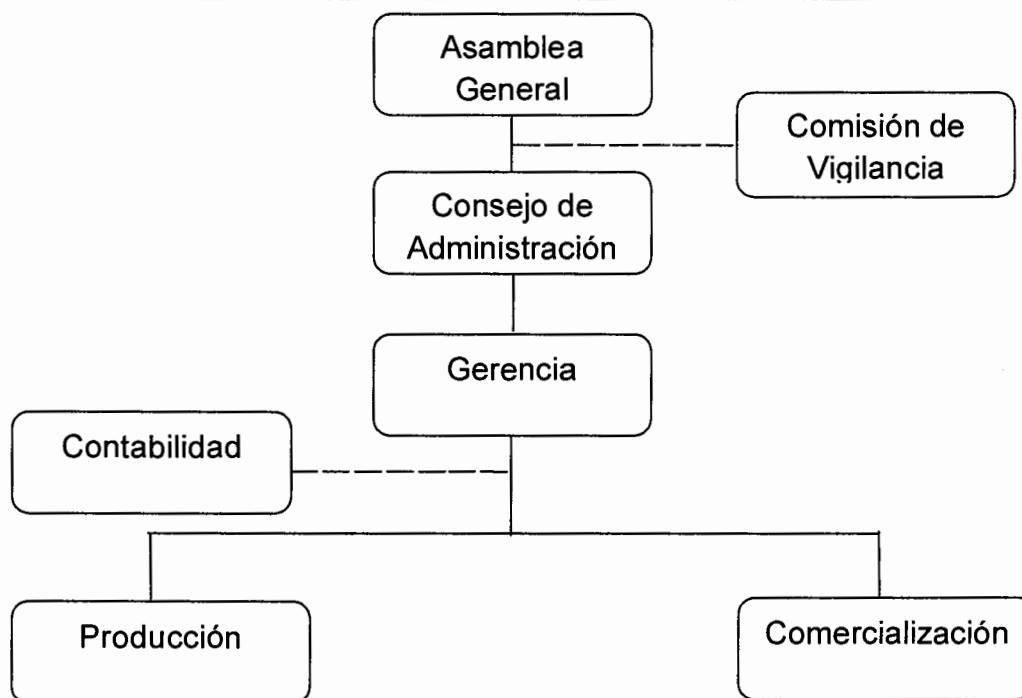 Asamblea
General
Comisión de
Vigilancia
Consejo de
Administración
Gerencia
Contabilidad
Producción
Comercialización